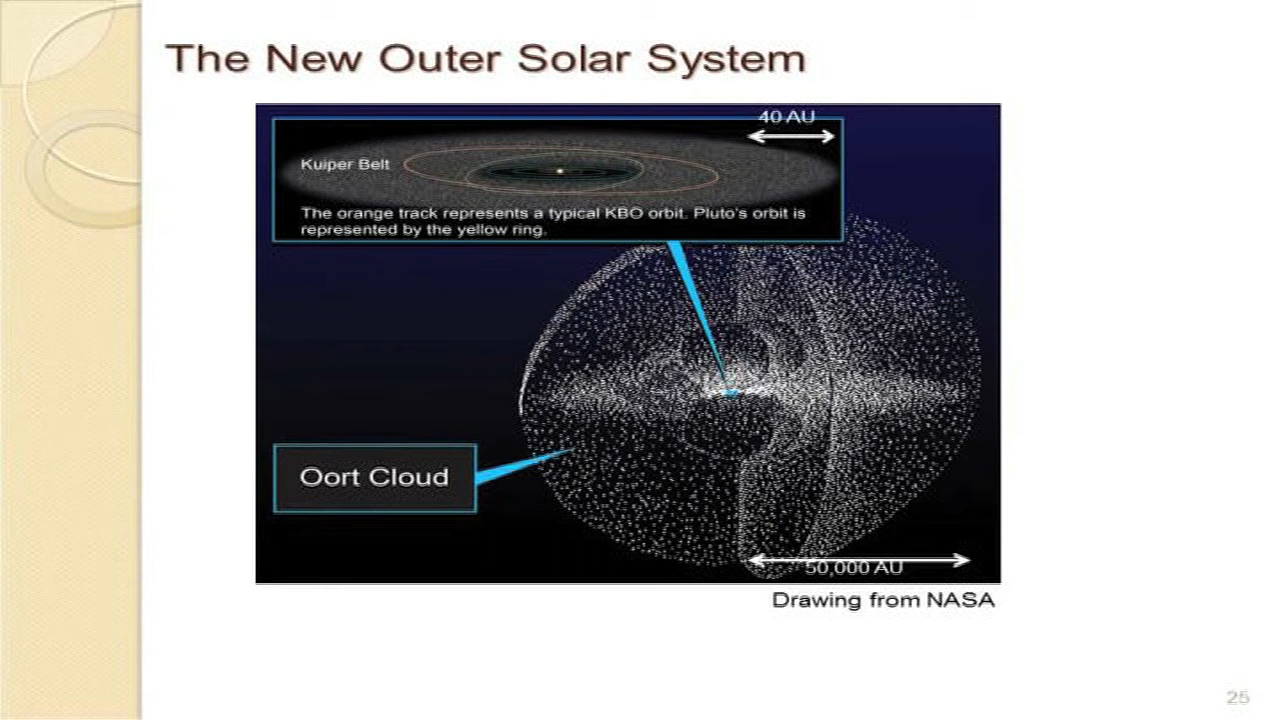 The New Outer Solar System
40 AU
Kuiper Belt
The orange track represents a typical KBO orbit. Pluto's orbit is
represented by the yellow ring.
Oort Cloud
50,000 AU
Drawing from NASA
25